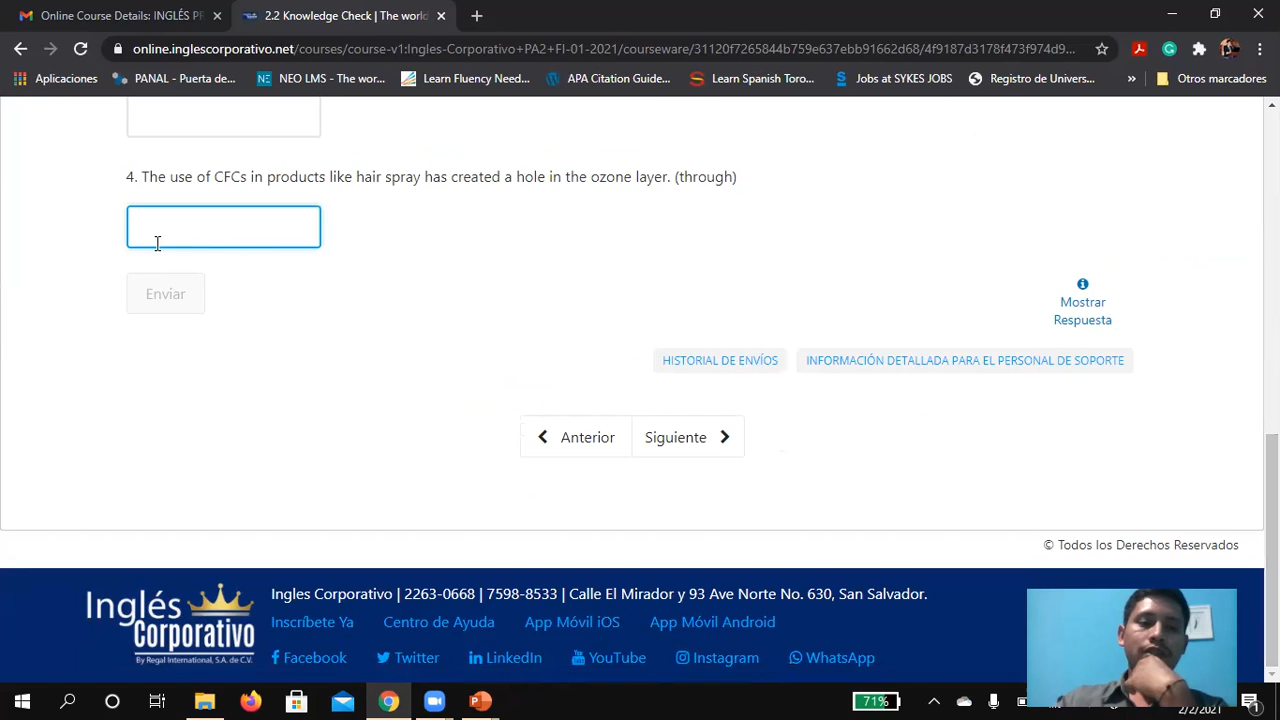 Online Course Details: INGLÉS PR
2.2 Knowledge Check | The world
online.inglescorporativo.net/courses/course-v1:Ingles-Corporativo+PA2+FI-01-2021/courseware/31120f7265844b759e637ebb91662d68/4f9187d3178f473f974d9...
Aplicaciones
PANAL - Puerta de...
NEO LMS - The wor...
Learn Fluency Need...
APA Citation Guide...
Learn Spanish Toro...
Jobs at SYKES JOBS
Registro de Univers...
»
Otros marcadores
4. The use of CFCs in products like hair spray has created a hole in the ozone layer. (through)
Enviar
Mostrar
Respuesta
HISTORIAL DE ENVÍOS
INFORMACIÓN DETALLADA PARA EL PERSONAL DE SOPORTE
Anterior
Siguiente
© Todos los Derechos Reservados
Inglés
Corporativo
By Regal International, S.A. de C.V.
Ingles Corporativo | 2263-0668 | 7598-8533 | Calle El Mirador y 93 Ave Norte No. 630, San Salvador.
Inscríbete Ya
Centro de Ayuda
App Móvil iOS
App Móvil Android
Facebook
Twitter
LinkedIn
YouTube
Instagram
WhatsApp
71%
2/2/2021